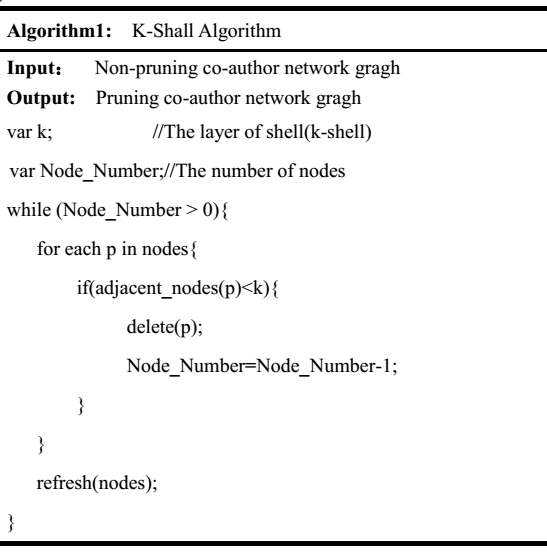 Algorithm1: K-Shall Algorithm
Input: Non-pruning co-author network gragh
Output: Pruning co-author network gragh
var k; //The layer of shell(k-shell)
var Node_Number;//The number of nodes
while (Node_Number > 0){
for each p in nodes{
if(adjacent_nodes(p)<k){
delete(p);
Node_Number=Node_Number-1;
}
}
refresh(nodes);
}